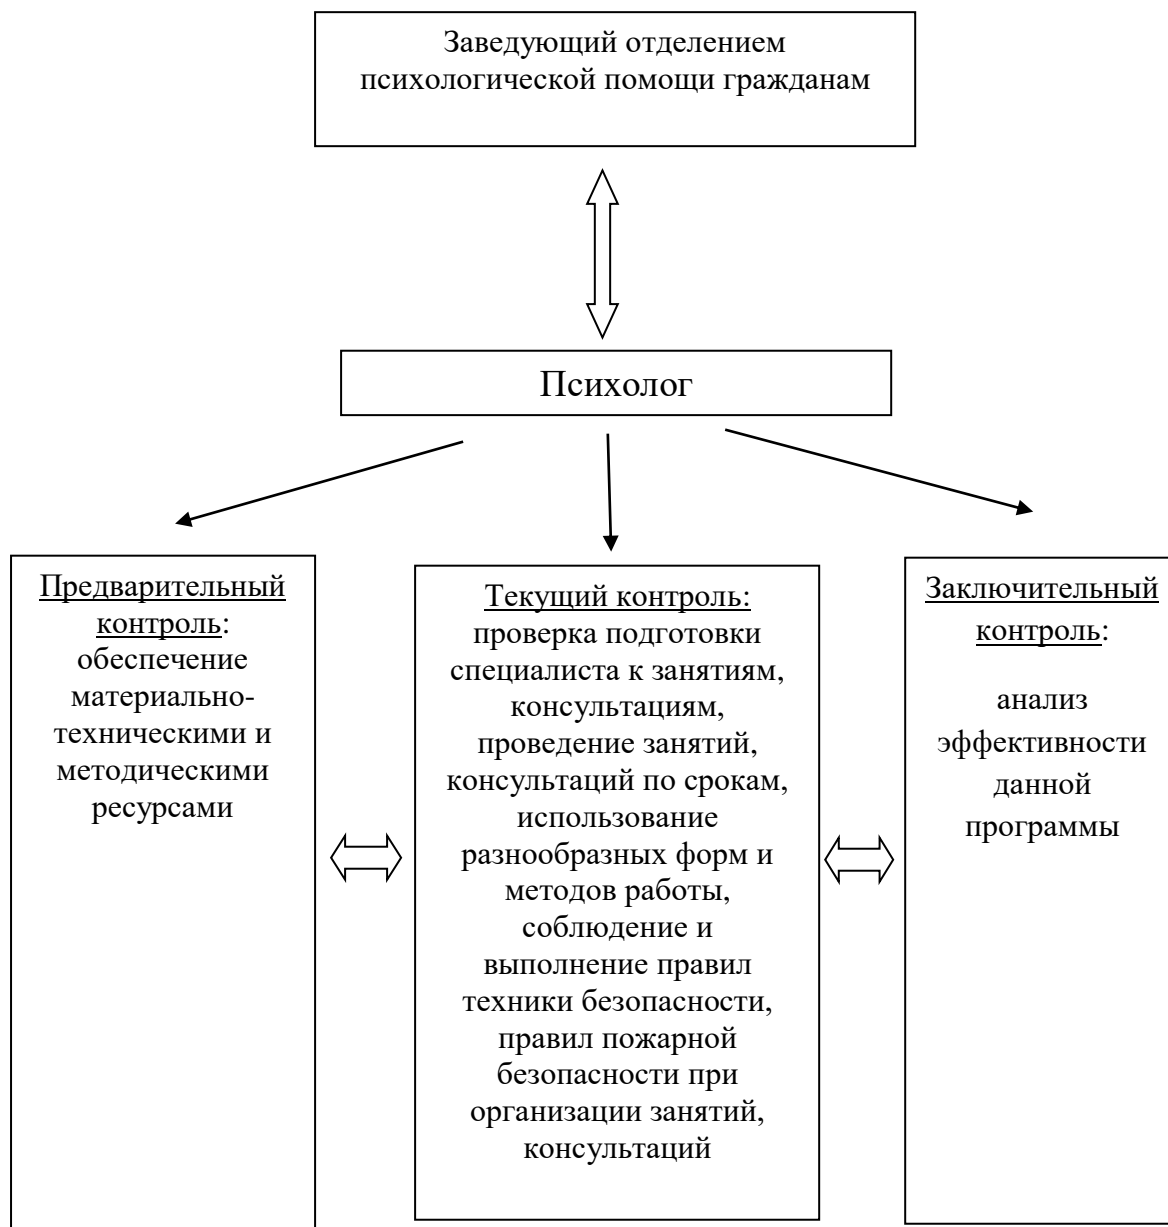 Заведующий отделением
психологической помощи гражданам
Психолог
Предварительный
контроль:
обеспечение
материально-
техническими и
методическими
ресурсами
Текущий контроль:
проверка подготовки
специалиста к занятиям,
консультациям,
проведение занятий,
консультаций по срокам,
использование
разнообразных форм и
методов работы,
соблюдение и
выполнение правил
техники безопасности,
правил пожарной
безопасности при
организации занятий,
консультаций
Заключительный
контроль:
анализ
эффективности
данной
программы